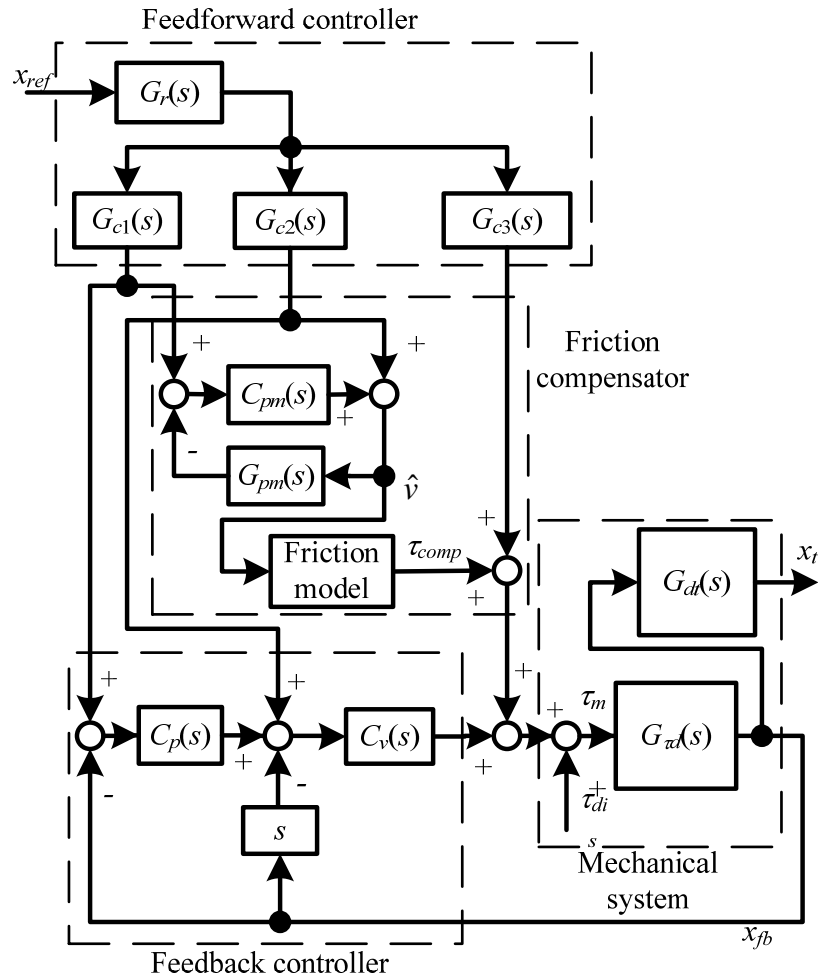 Feedforward controller
x_ref
G_r(s)
G_c1(s)
G_c2(s)
G_c3(s)
+
+
Friction
compensator
C_pm(s)
+
-
G_pm(s)
v̂
Friction
model
τ_comp
+
+
G_dt(s)
x_t
+
+
+
+
τ_m
C_p(s)
+
C_v(s)
+
G_τd(s)
-
-
s
τ_di
+
s
Mechanical
system
x_fb
Feedback controller